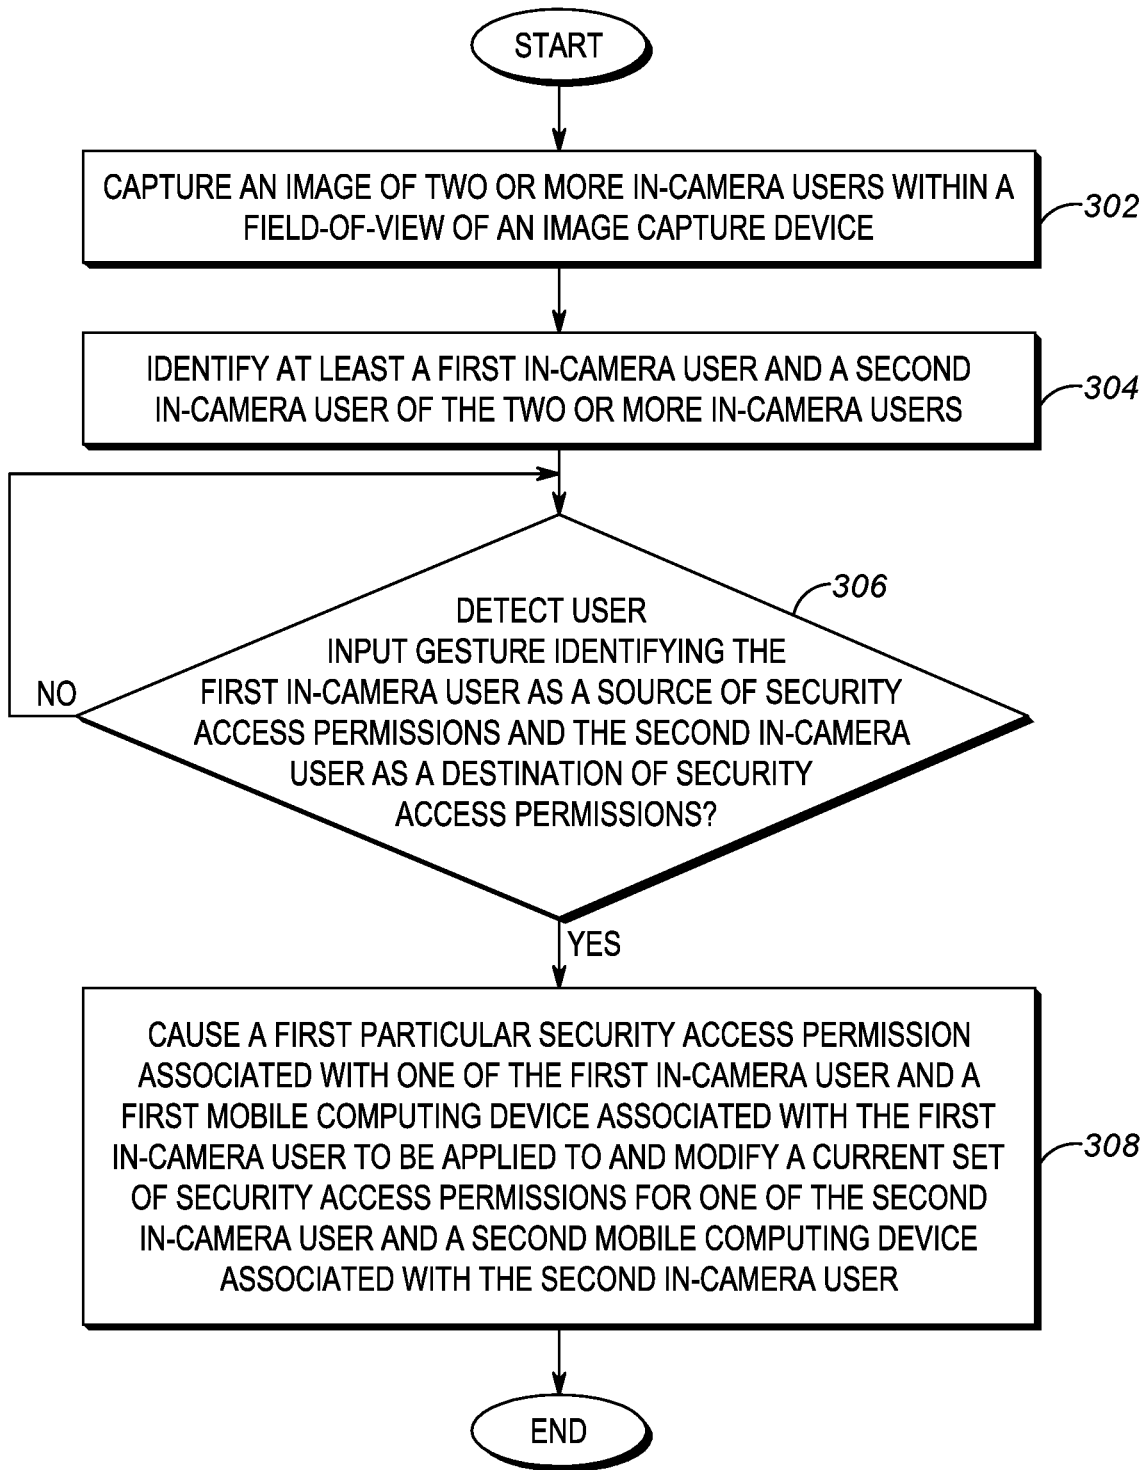 START
CAPTURE AN IMAGE OF TWO OR MORE IN-CAMERA USERS WITHIN A
FIELD-OF-VIEW OF AN IMAGE CAPTURE DEVICE
302
IDENTIFY AT LEAST A FIRST IN-CAMERA USER AND A SECOND
IN-CAMERA USER OF THE TWO OR MORE IN-CAMERA USERS
304
306
DETECT USER
INPUT GESTURE IDENTIFYING THE
FIRST IN-CAMERA USER AS A SOURCE OF SECURITY
ACCESS PERMISSIONS AND THE SECOND IN-CAMERA
USER AS A DESTINATION OF SECURITY
ACCESS PERMISSIONS?
NO
YES
CAUSE A FIRST PARTICULAR SECURITY ACCESS PERMISSION
ASSOCIATED WITH ONE OF THE FIRST IN-CAMERA USER AND A
FIRST MOBILE COMPUTING DEVICE ASSOCIATED WITH THE FIRST
IN-CAMERA USER TO BE APPLIED TO AND MODIFY A CURRENT SET
OF SECURITY ACCESS PERMISSIONS FOR ONE OF THE SECOND
IN-CAMERA USER AND A SECOND MOBILE COMPUTING DEVICE
ASSOCIATED WITH THE SECOND IN-CAMERA USER
308
END